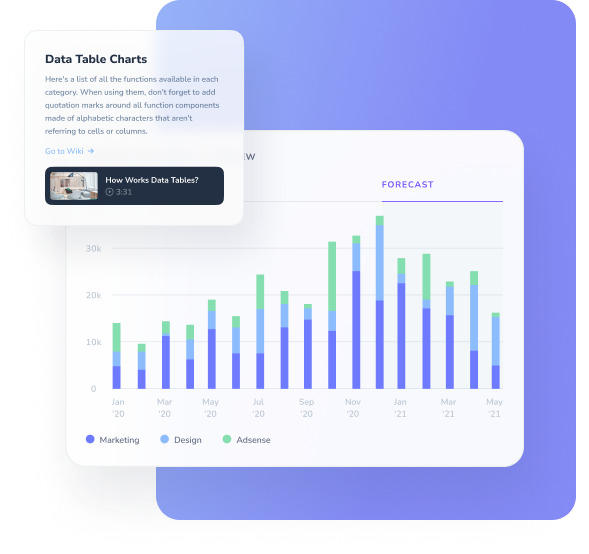 Data Table Charts
Here's a list of all the functions available in each
category. When using them, don't forget to add
quotation marks around all function components
made of alphabetic characters that aren't
referring to cells or columns.
Go to Wiki →
How Works Data Tables?
3:31
FORECAST
30k
20k
10k
0
Jan '20
Mar '20
May '20
Jul '20
Sep '20
Nov '20
Jan '21
Mar '21
May '21
Marketing
Design
Adsense